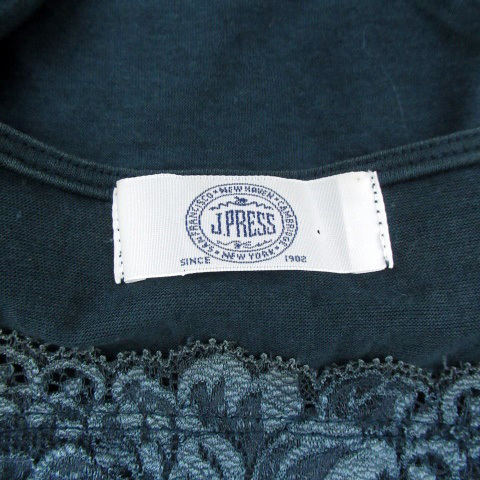 NEW HAVEN
SAN FRANCISCO
CAMBRIDGE
J.PRESS
NEW YORK
SINCE 1902